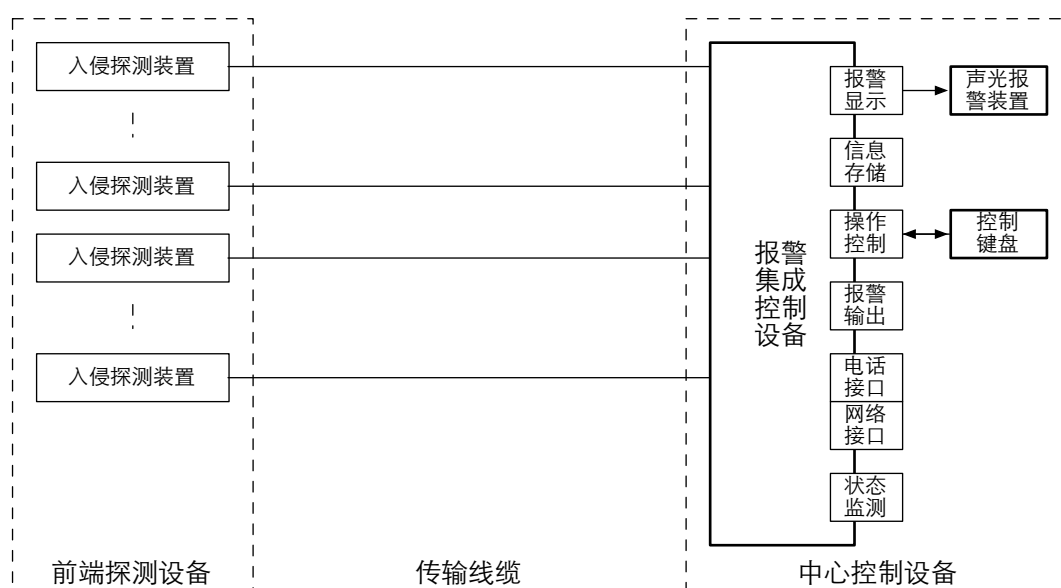 入侵探测装置
入侵探测装置
入侵探测装置
入侵探测装置
前端探测设备
传输线缆
报警
集成
控制
设备
报警
显示
声光报
警装置
信息
存储
操作
控制
控制
键盘
报警
输出
电话
接口
网络
接口
状态
监测
中心控制设备